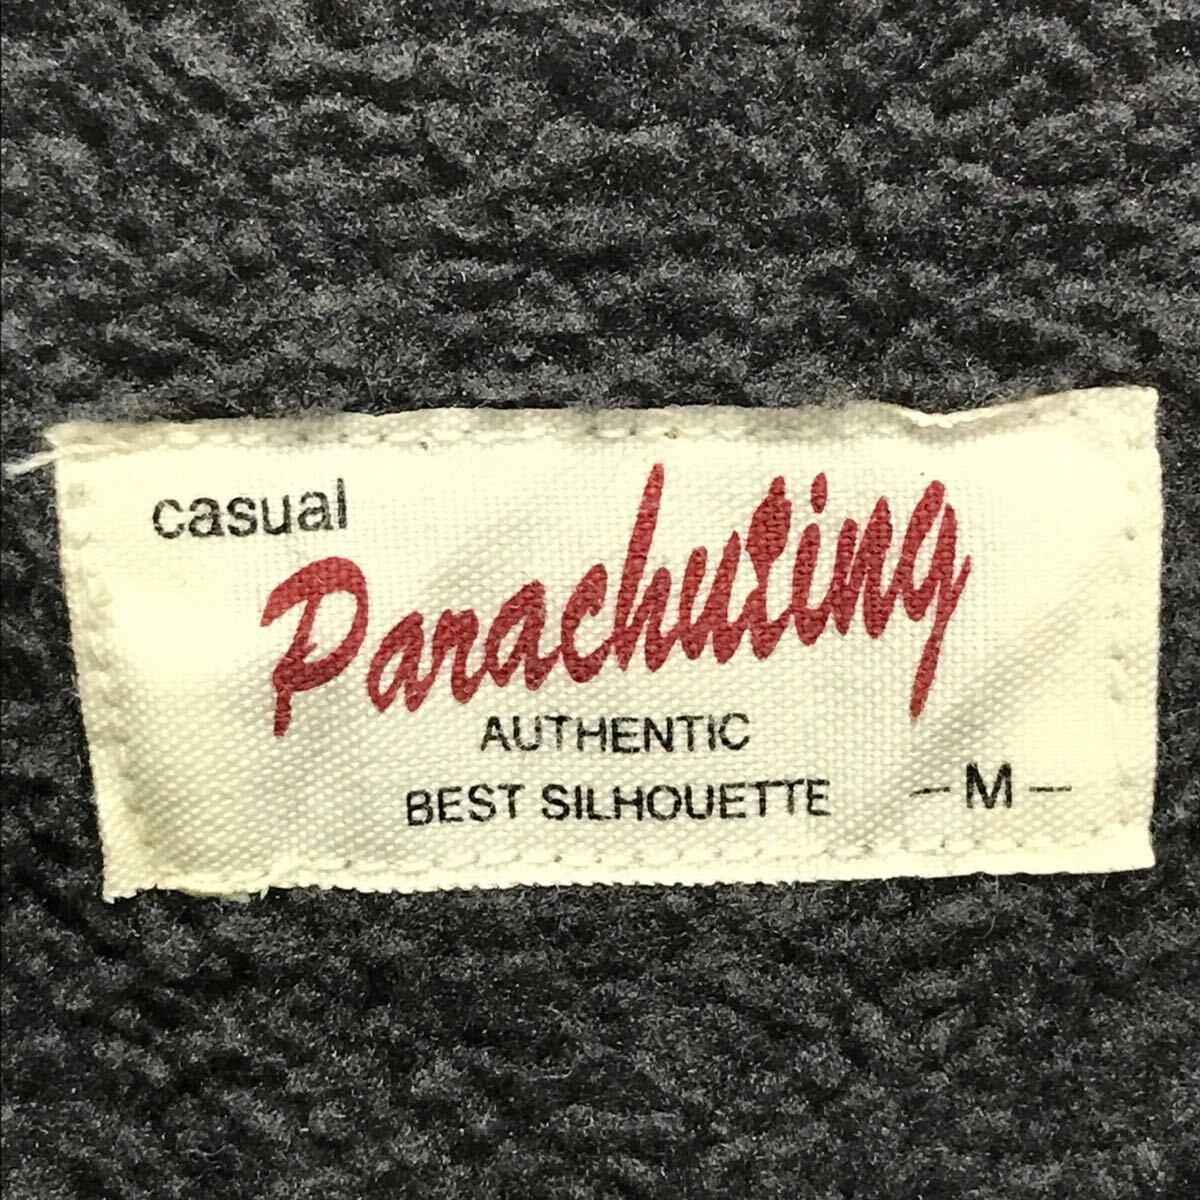 casual
Parachuting
AUTHENTIC
BEST SILHOUETTE
- M -